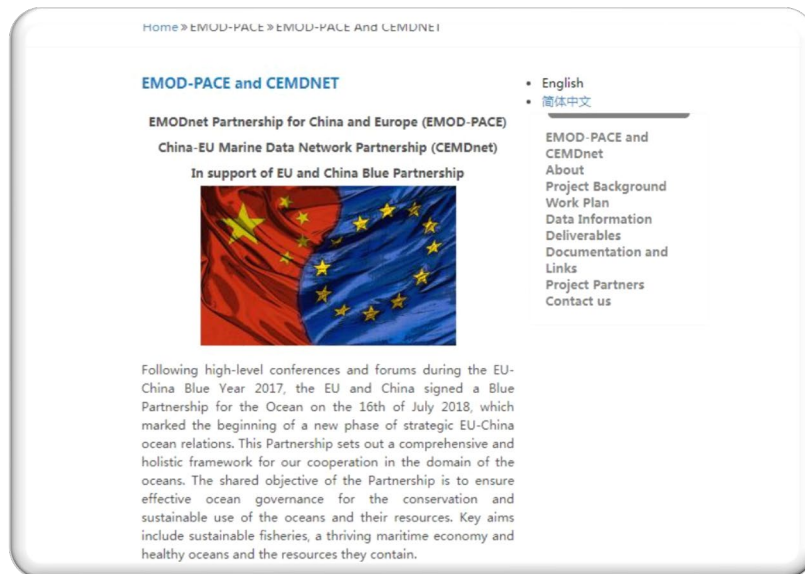 Home » EMOD-PACE » EMOD-PACE And CEMDNET
EMOD-PACE and CEMDNET
EMODnet Partnership for China and Europe (EMOD-PACE)
China-EU Marine Data Network Partnership (CEMDnet)
In support of EU and China Blue Partnership
Following high-level conferences and forums during the EU-
China Blue Year 2017, the EU and China signed a Blue
Partnership for the Ocean on the 16th of July 2018, which
marked the beginning of a new phase of strategic EU-China
ocean relations. This Partnership sets out a comprehensive and
holistic framework for our cooperation in the domain of the
oceans. The shared objective of the Partnership is to ensure
effective ocean governance for the conservation and
sustainable use of the oceans and their resources. Key aims
include sustainable fisheries, a thriving maritime economy and
healthy oceans and the resources they contain.
English
简体中文
EMOD-PACE and
CEMDnet
About
Project Background
Work Plan
Data Information
Deliverables
Documentation and
Links
Project Partners
Contact us